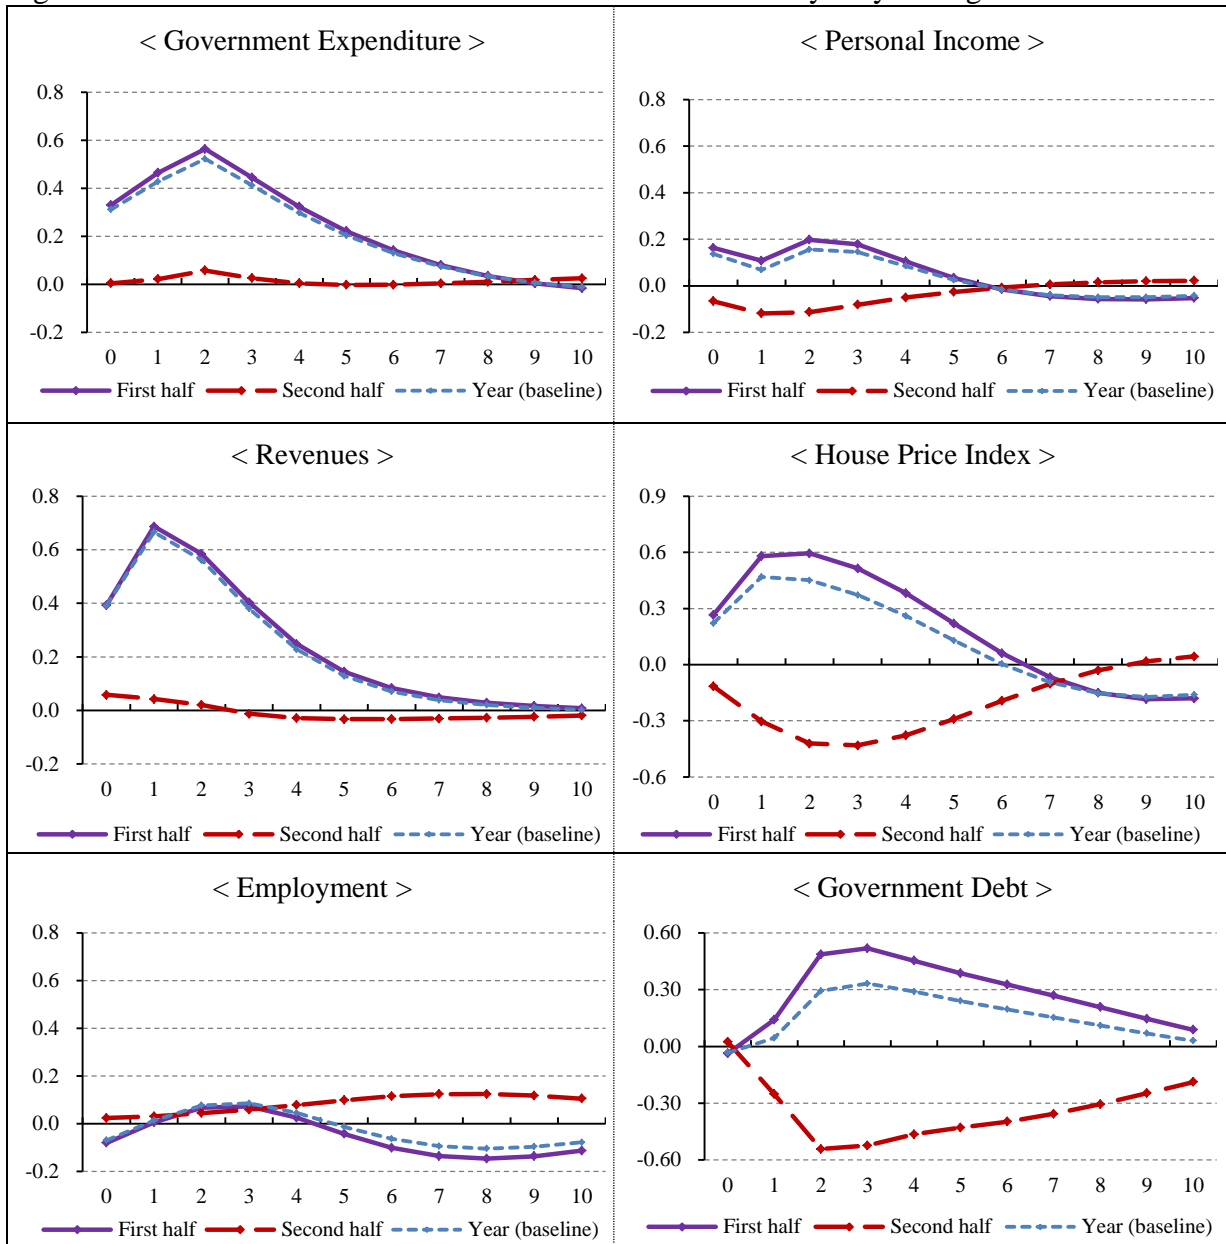 < Government Expenditure >
0.8
0.6
0.4
0.2
0.0
-0.2
0 1 2 3 4 5 6 7 8 9 10
First half Second half Year (baseline)
< Personal Income >
0.8
0.6
0.4
0.2
0.0
-0.2
0 1 2 3 4 5 6 7 8 9 10
First half Second half Year (baseline)
< Revenues >
0.8
0.6
0.4
0.2
0.0
-0.2
0 1 2 3 4 5 6 7 8 9 10
First half Second half Year (baseline)
< House Price Index >
0.9
0.6
0.3
0.0
-0.3
-0.6
0 1 2 3 4 5 6 7 8 9 10
First half Second half Year (baseline)
< Employment >
0.8
0.6
0.4
0.2
0.0
-0.2
0 1 2 3 4 5 6 7 8 9 10
First half Second half Year (baseline)
< Government Debt >
0.60
0.30
0.00
-0.30
-0.60
0 1 2 3 4 5 6 7 8 9 10
First half Second half Year (baseline)